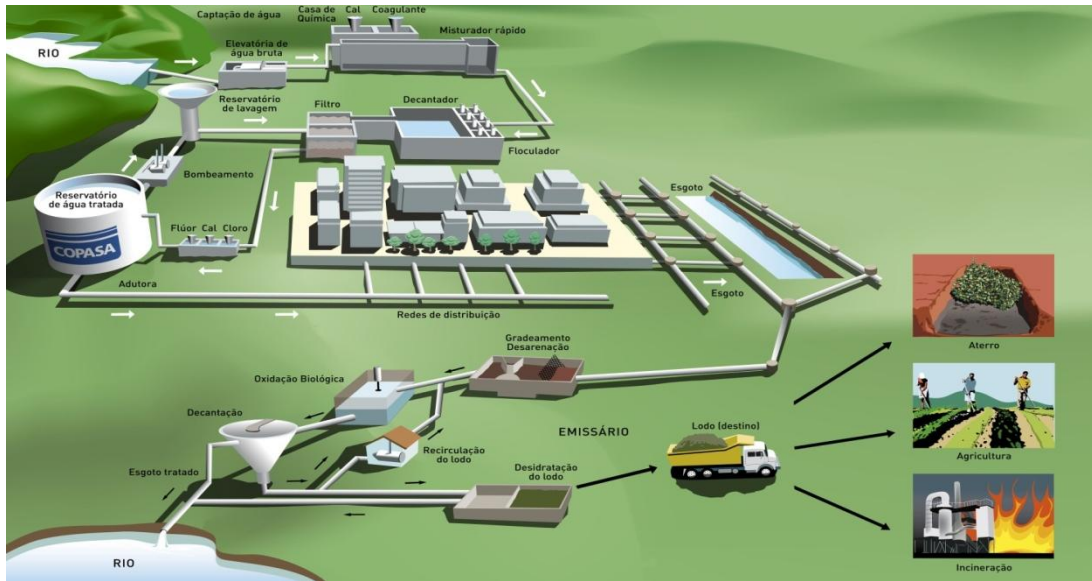 Captação de água
Casa de
Química
Cal
Coagulante
Misturador rápido
RIO
Elevatória de
água bruta
Reservatório
de lavagem
Filtro
Decantador
Floculador
Bombeamento
Reservatório
de água tratada
COPASA
Flúor
Cal
Cloro
Adutora
Redes de distribuição
Esgoto
Esgoto
Gradeamento
Desarenação
Oxidação Biológica
Decantação
Recirculação
do lodo
Esgoto tratado
EMISSÁRIO
Desidratação
do lodo
Lodo (destino)
Aterro
Agricultura
Incineração
RIO